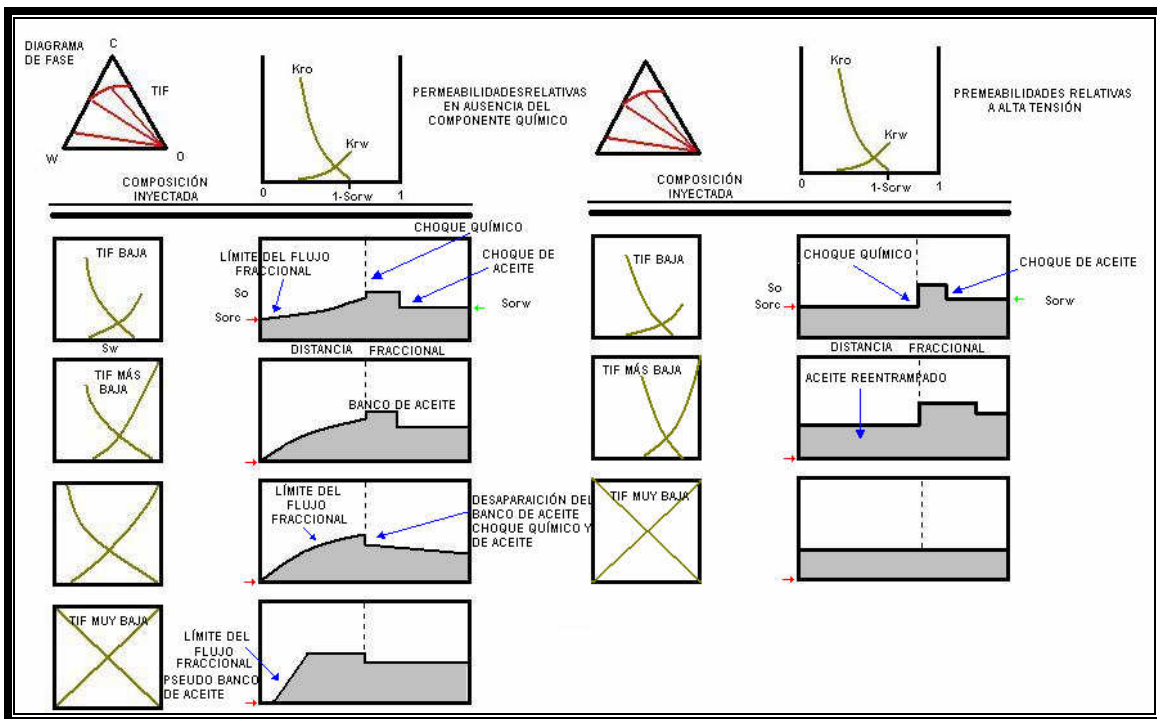 DIAGRAMA
DE FASE
C
TIF
W
O
Kro
Krw
0
1-Sorw
1
PERMEABILIDADESRELATIVAS
EN AUSENCIA DEL
COMPONENTE QUÍMICO
COMPOSICIÓN
INYECTADA
TIF BAJA
Sw
LÍMITE DEL FLUJO
FRACCIONAL
CHOQUE QUÍMICO
CHOQUE DE
ACEITE
So
Sorc
Sorw
DISTANCIA FRACCIONAL
TIF MÁS
BAJA
BANCO DE ACEITE
LÍMITE DEL
FLUJO
FRACCIONAL
DESAPARAICIÓN DEL
BANCO DE ACEITE
CHOQUE QUÍMICO Y
DE ACEITE
TIF MUY BAJA
LÍMITE DEL
FLUJO
FRACCIONAL
PSEUDO BANCO
DE ACEITE
Kro
Krw
0
1-Sorw
1
PREMEABILIDADES RELATIVAS
A ALTA TENSIÓN
COMPOSICIÓN
INYECTADA
TIF BAJA
CHOQUE QUÍMICO
CHOQUE DE ACEITE
So
Sorc
Sorw
DISTANCIA FRACCIONAL
TIF MÁS BAJA
ACEITE REENTRAMPADO
TIF MUY BAJA